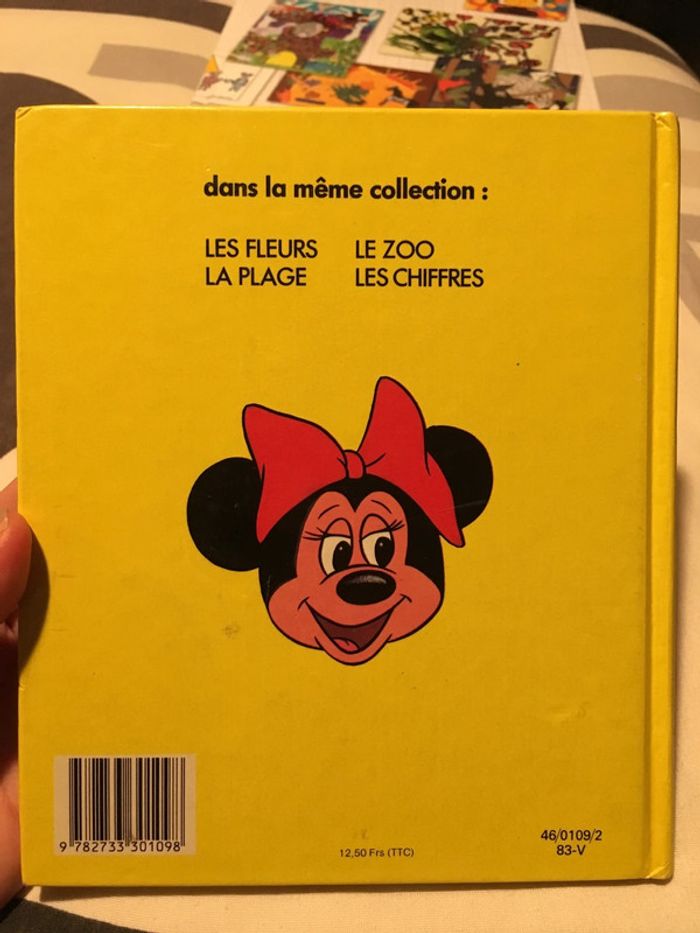 dans la même collection :
LES FLEURS LE ZOO
LA PLAGE LES CHIFFRES
9 782733 301098
12,50 Frs (TTC)
46/0109/2
83-V